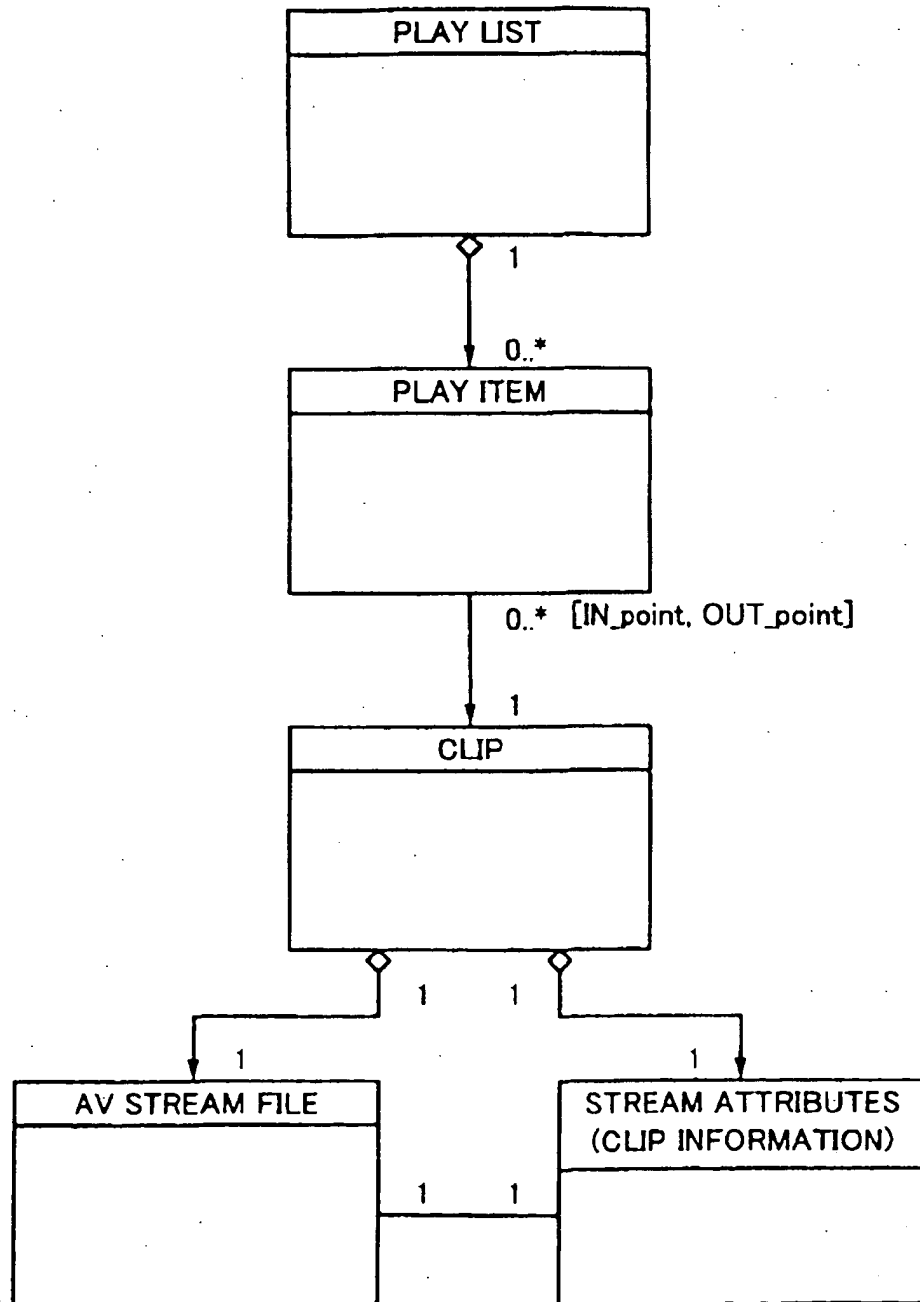 PLAY LIST
1
0..*
PLAY ITEM
0..* [IN_point, OUT_point]
1
CLIP
1 1
1 1
AV STREAM FILE
STREAM ATTRIBUTES
(CLIP INFORMATION)
1 1